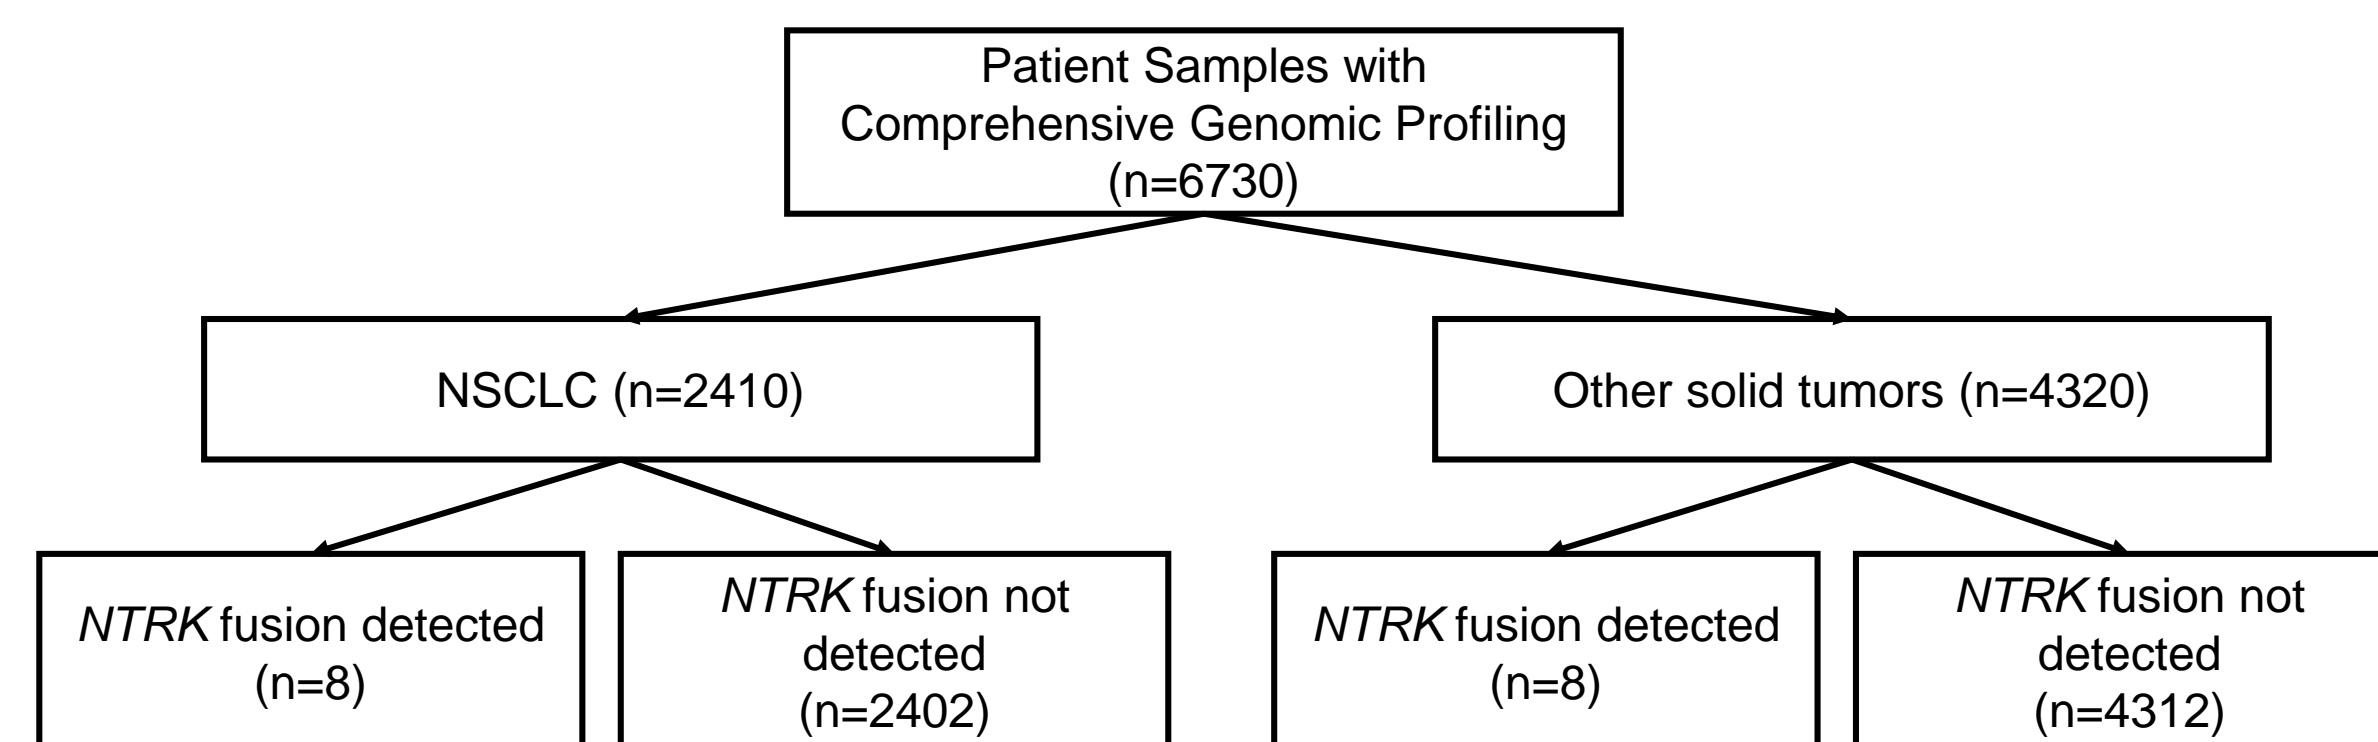 Patient Samples with
Comprehensive Genomic Profiling
(n=6730)
NSCLC (n=2410)
Other solid tumors (n=4320)
NTRK fusion detected
(n=8)
NTRK fusion not
detected
(n=2402)
NTRK fusion detected
(n=8)
NTRK fusion not
detected
(n=4312)